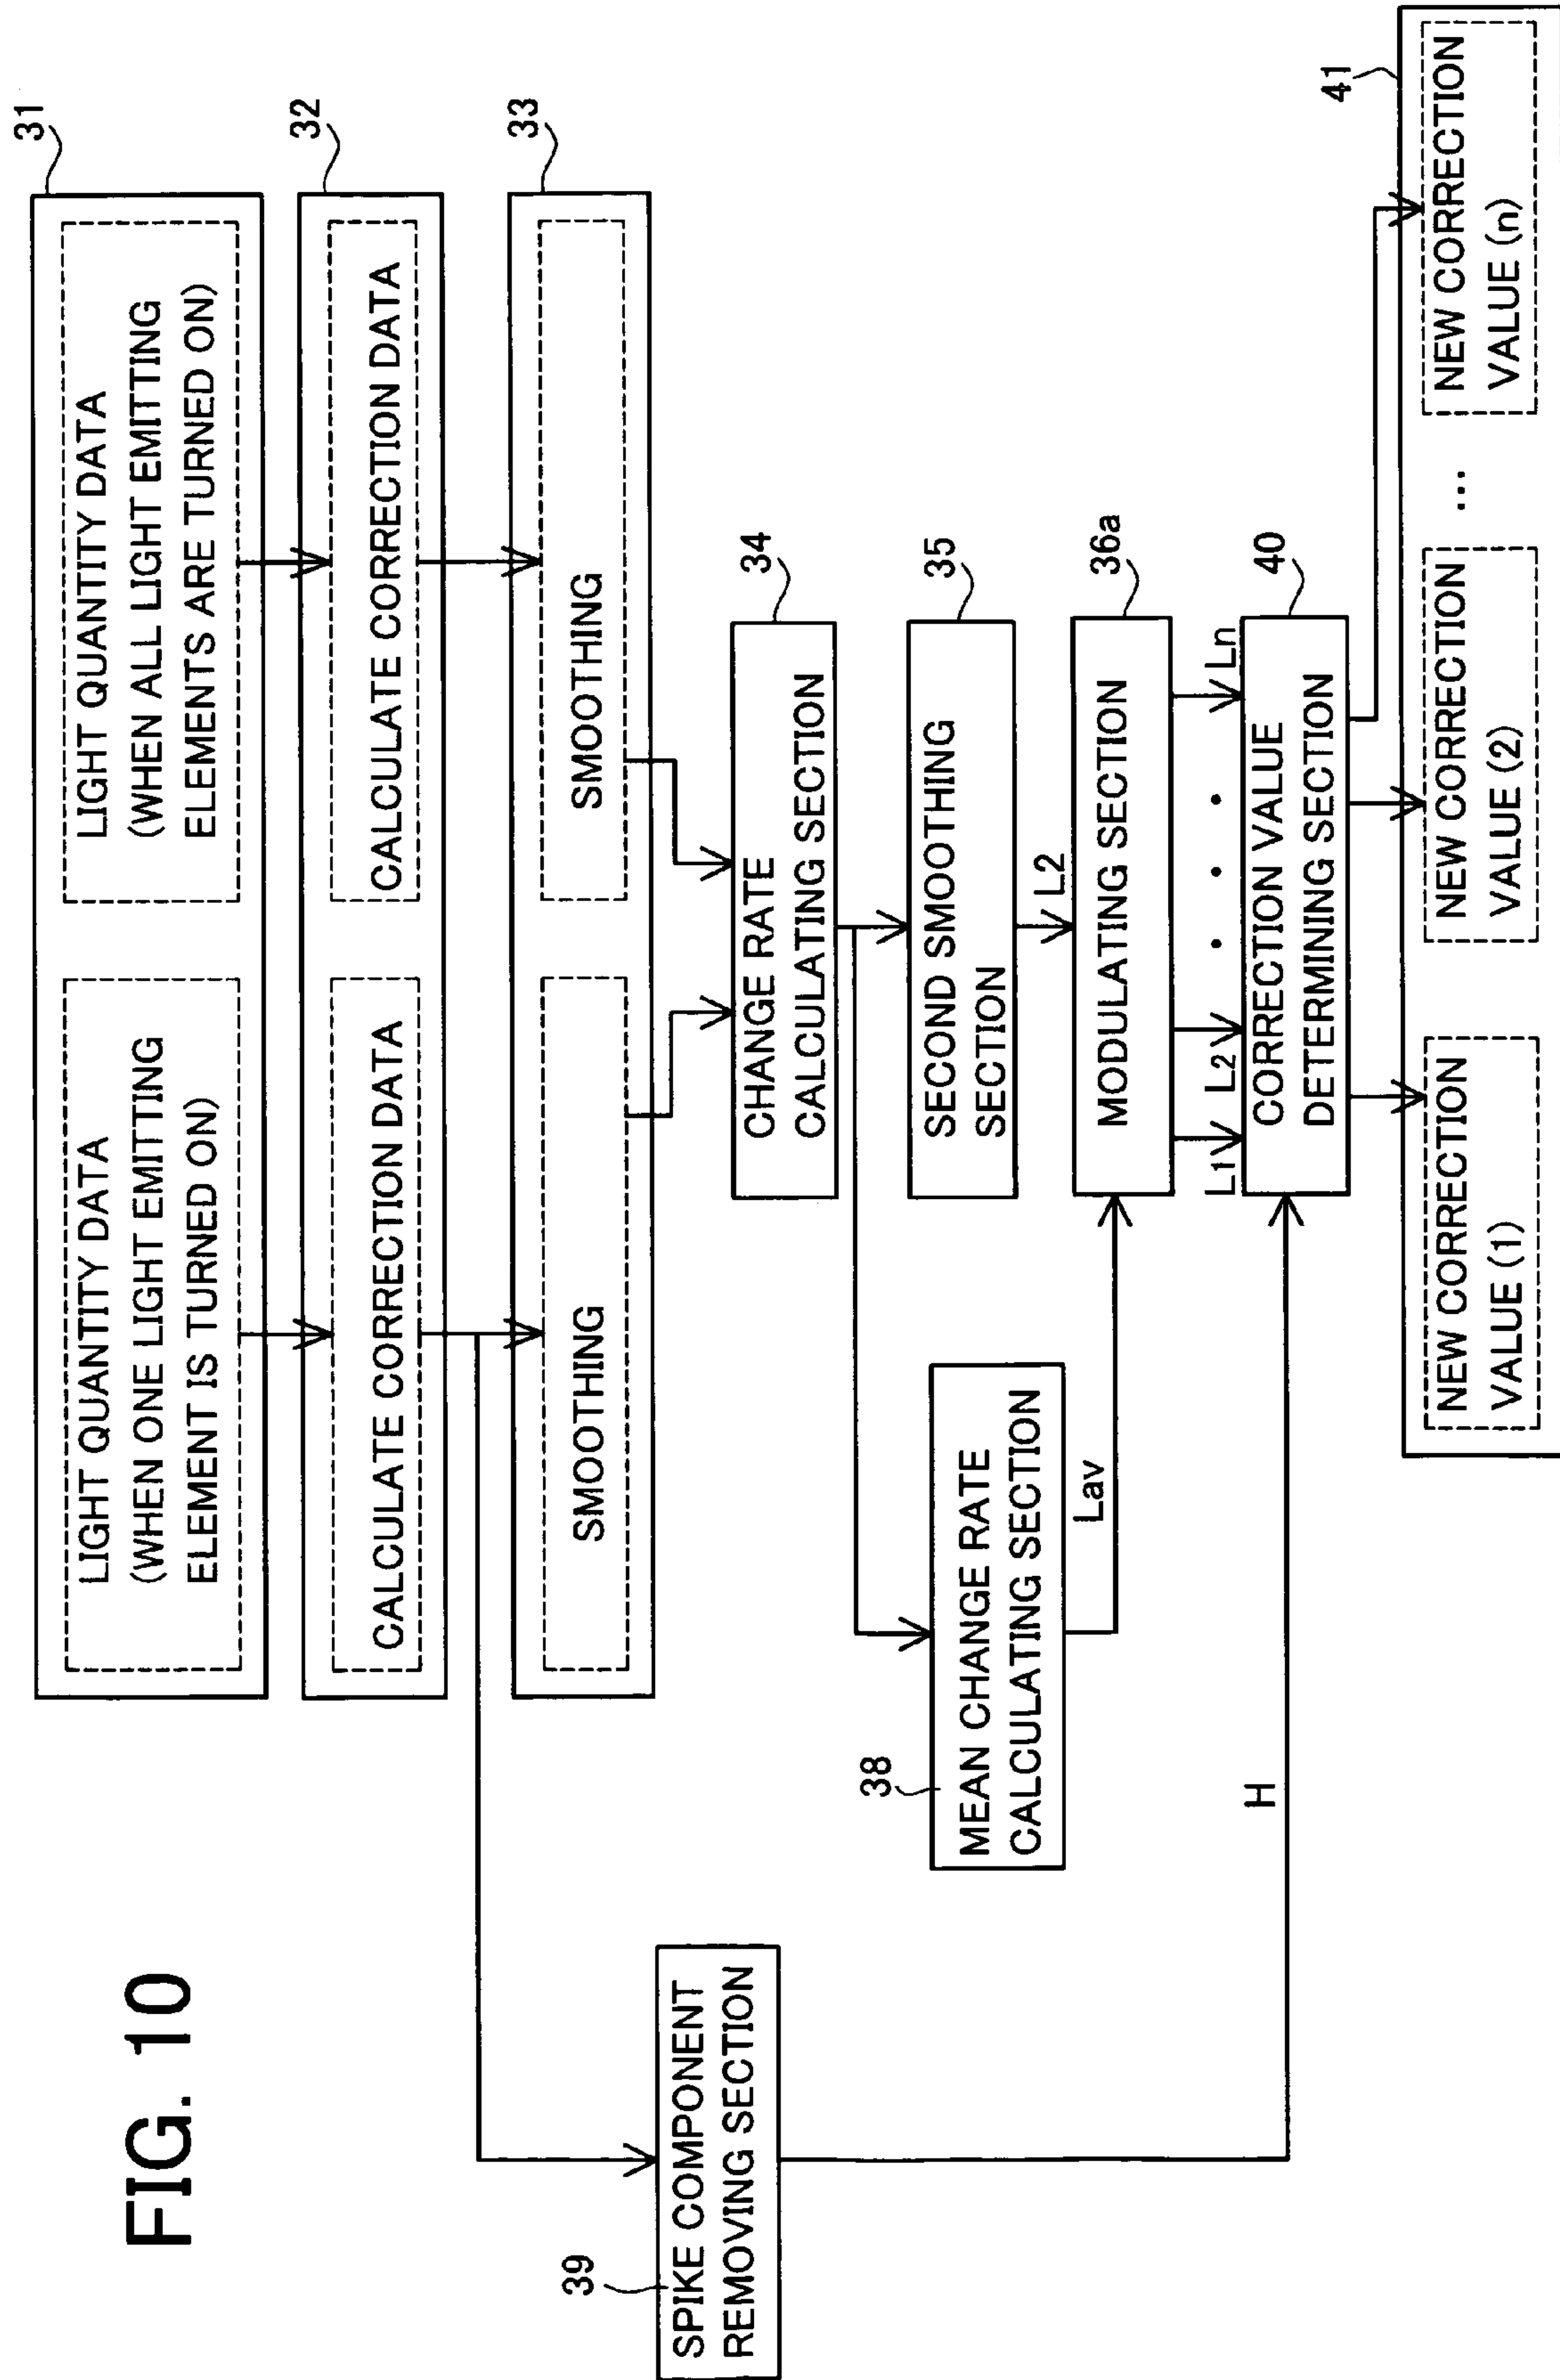 FIG. 10
31
LIGHT QUANTITY DATA
(WHEN ONE LIGHT EMITTING
ELEMENT IS TURNED ON)
LIGHT QUANTITY DATA
(WHEN ALL LIGHT EMITTING
ELEMENTS ARE TURNED ON)
32
CALCULATE CORRECTION DATA
CALCULATE CORRECTION DATA
33
SMOOTHING
SMOOTHING
39
SPIKE COMPONENT
REMOVING SECTION
34
CHANGE RATE
CALCULATING SECTION
38
MEAN CHANGE RATE
CALCULATING SECTION
35
SECOND SMOOTHING
SECTION
Lav
L2
36a
MODULATING SECTION
H
L1
L2
• • •
Ln
40
CORRECTION VALUE
DETERMINING SECTION
41
NEW CORRECTION
VALUE (1)
NEW CORRECTION
VALUE (2)
...
NEW CORRECTION
VALUE (n)